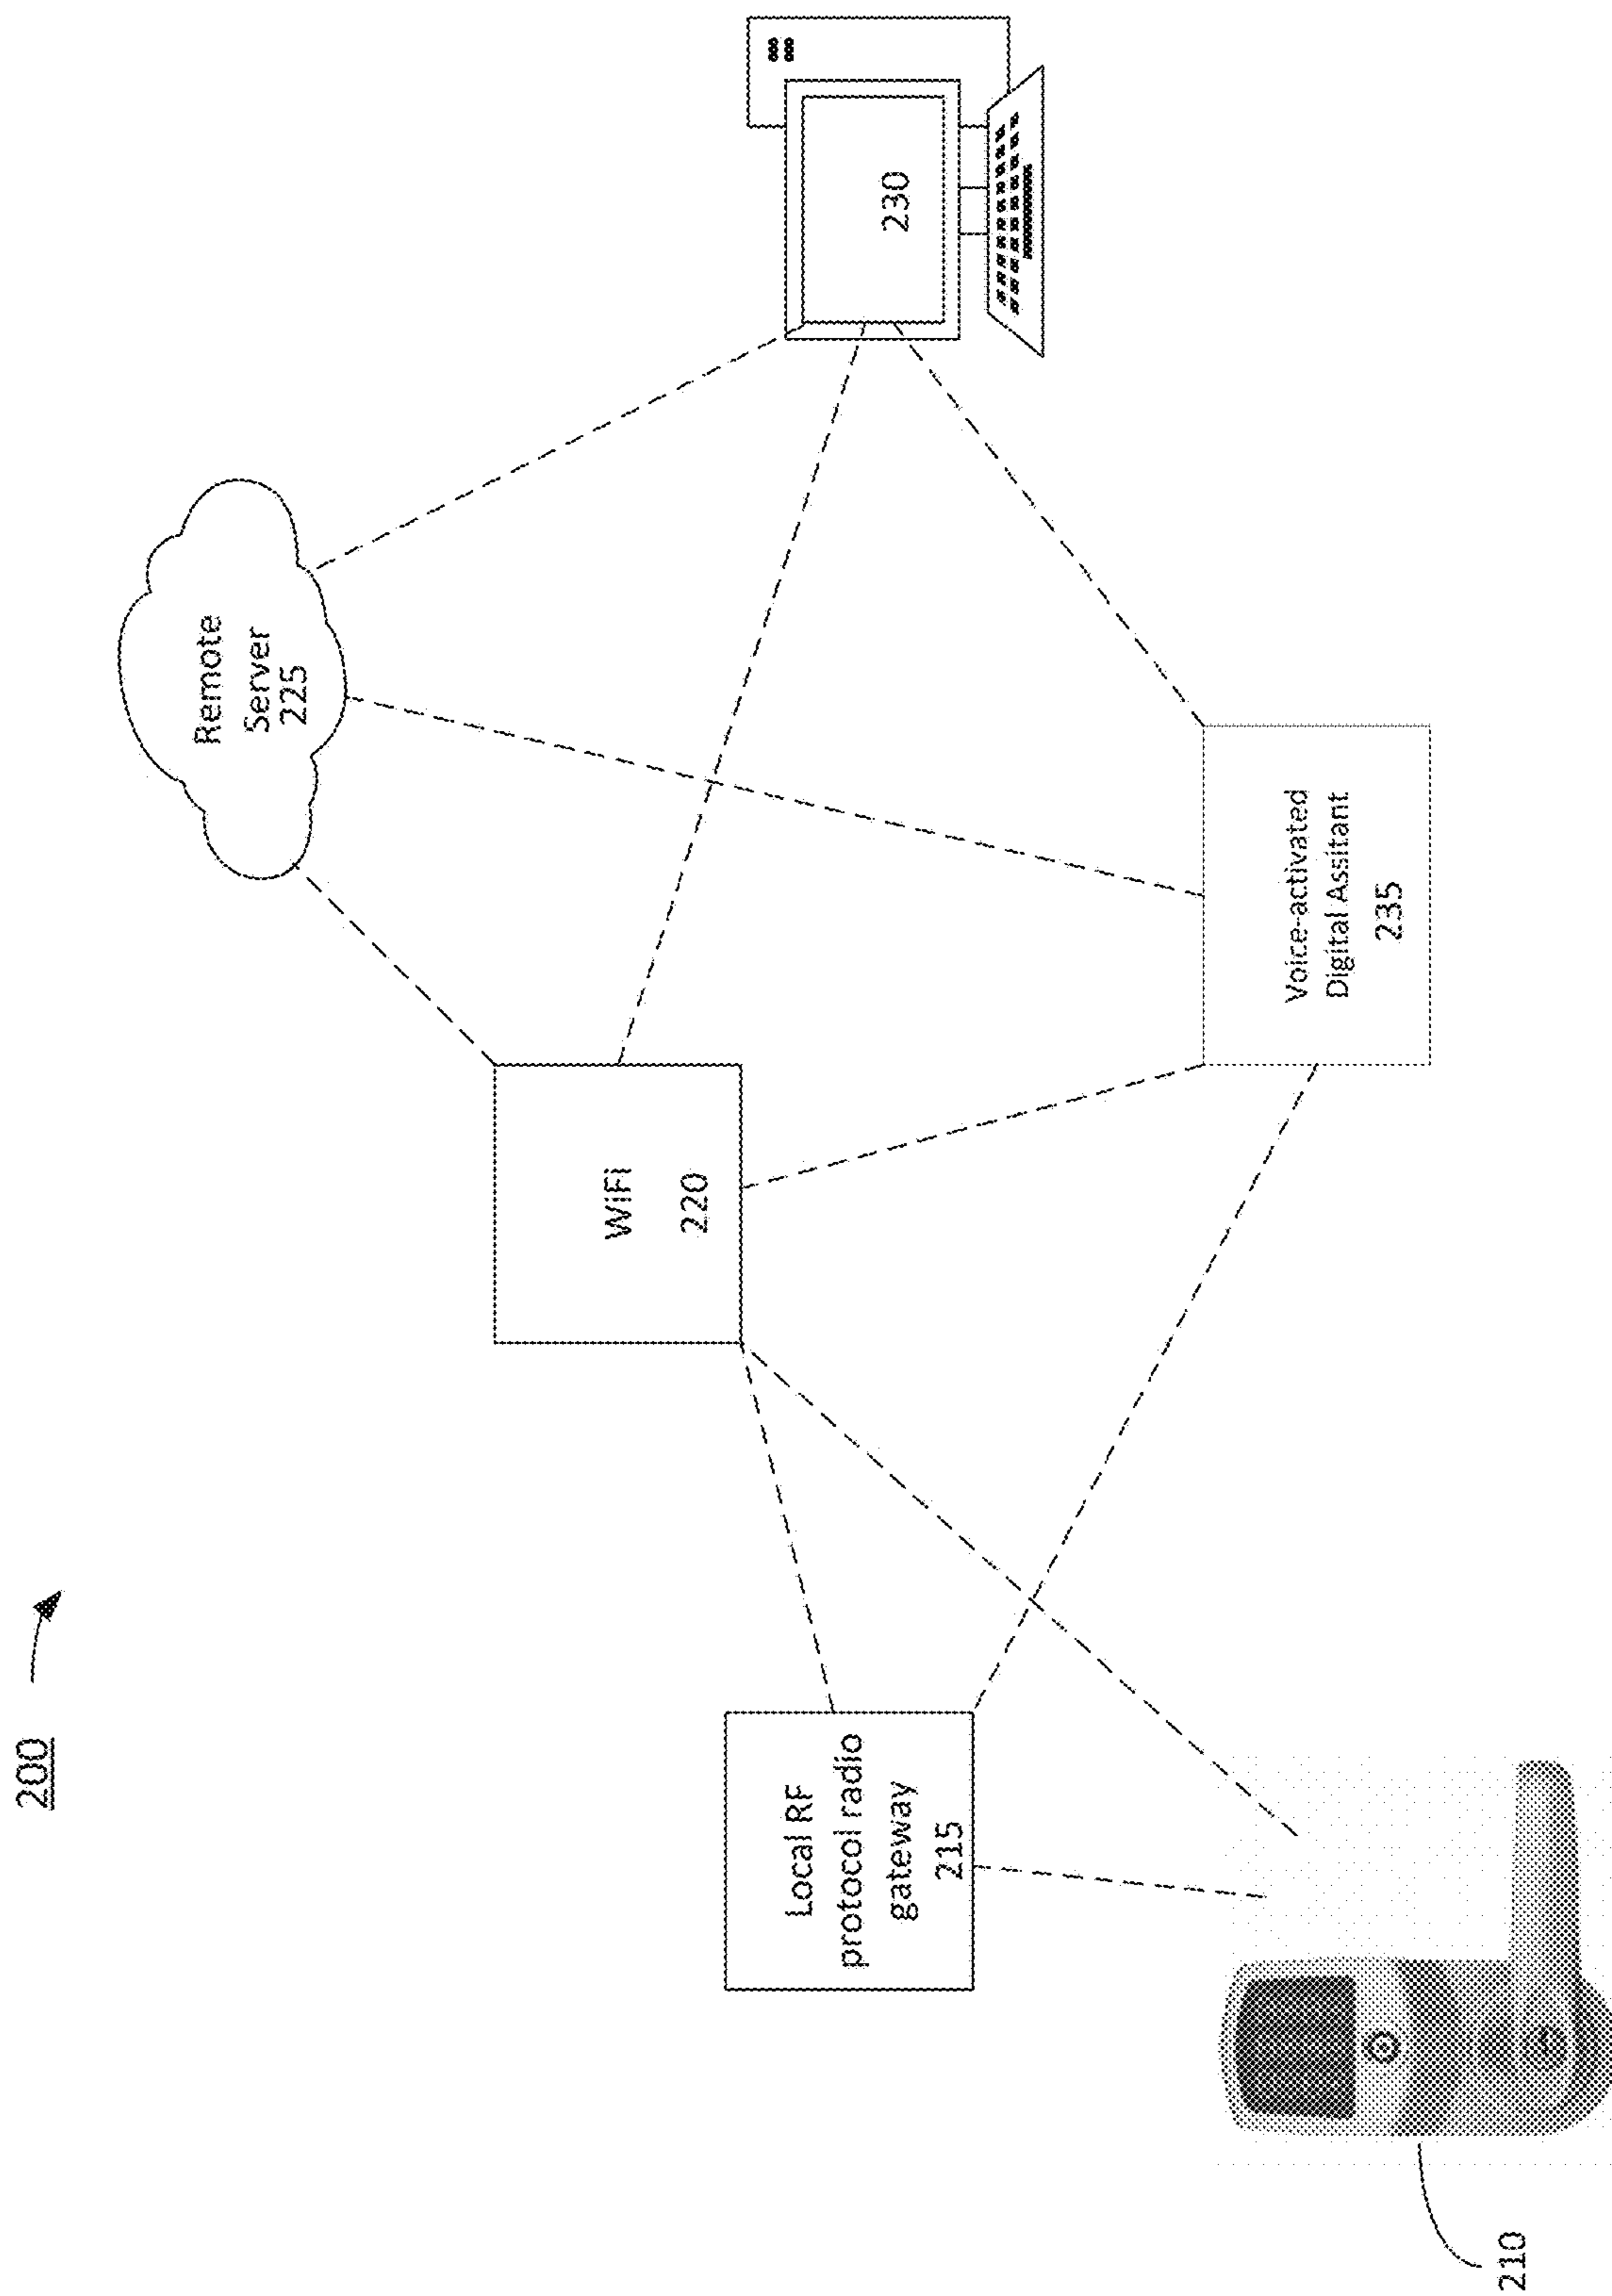 200
Remote
Server
225
230
WiFi
220
Local RF
protocol radio
gateway
215
Voice-activated
Digital Assitant
235
210